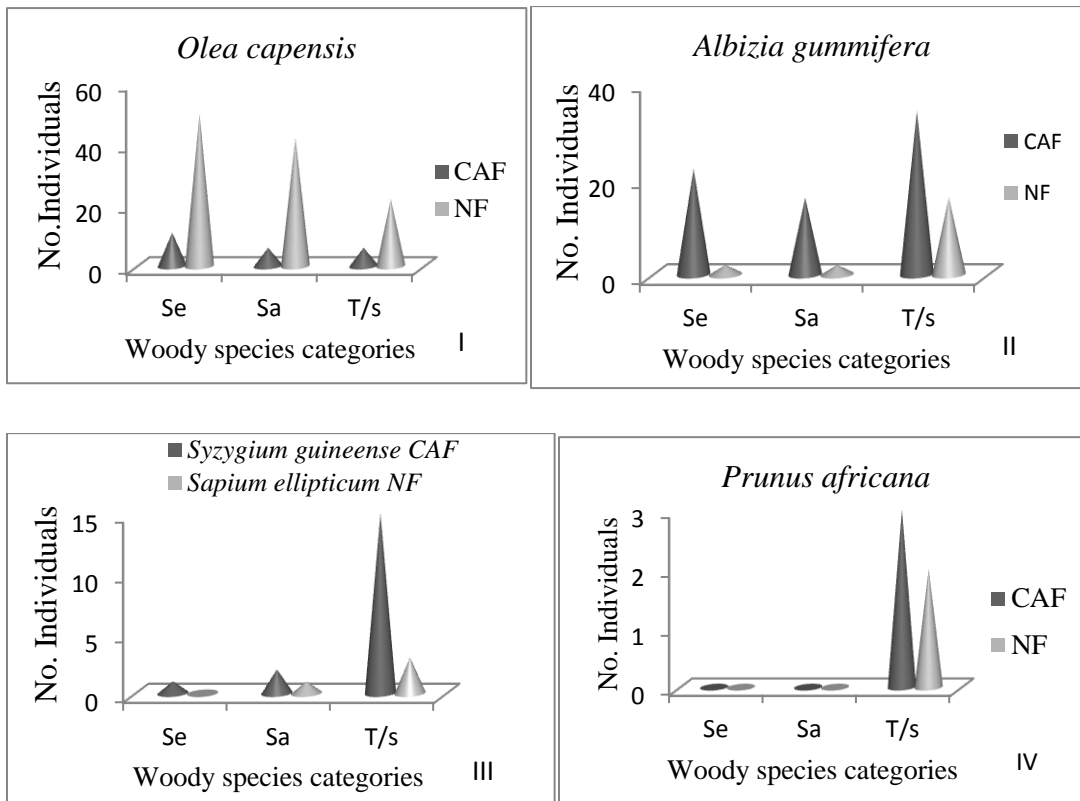 Olea capensis
60
40
20
0
No.Individuals
CAF
NF
Se Sa T/s
Woody species categories
I
Albizia gummifera
40
20
0
No. Individuals
CAF
NF
Se Sa T/s
Woody species categories
II
Syzygium guineense CAF
Sapium ellipticum NF
15
10
5
0
No. Individuals
Se Sa T/s
Woody species categories
III
Prunus africana
3
2
1
0
No. Individuals
CAF
NF
Se Sa T/s
Woody species categories
IV